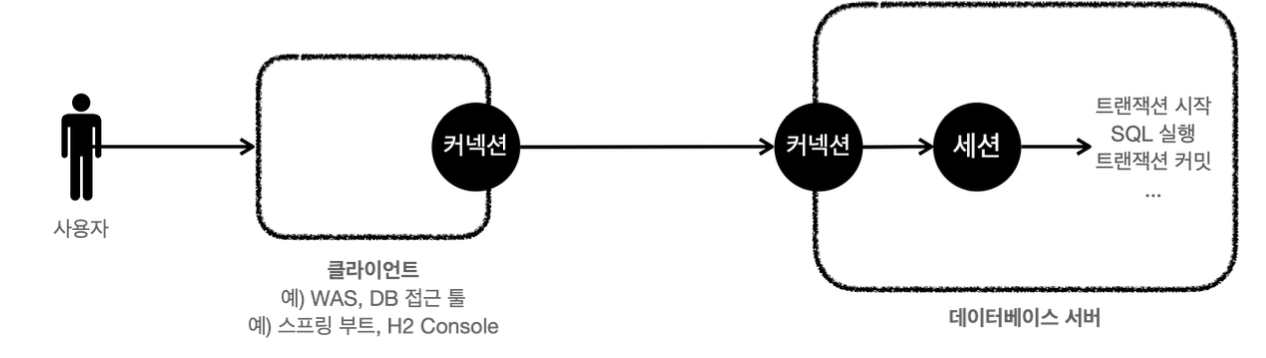 사용자
커넥션
클라이언트
예) WAS, DB 접근 툴
예) 스프링 부트, H2 Console
커넥션
세션
트랜잭션 시작
SQL 실행
트랜잭션 커밋
...
데이터베이스 서버